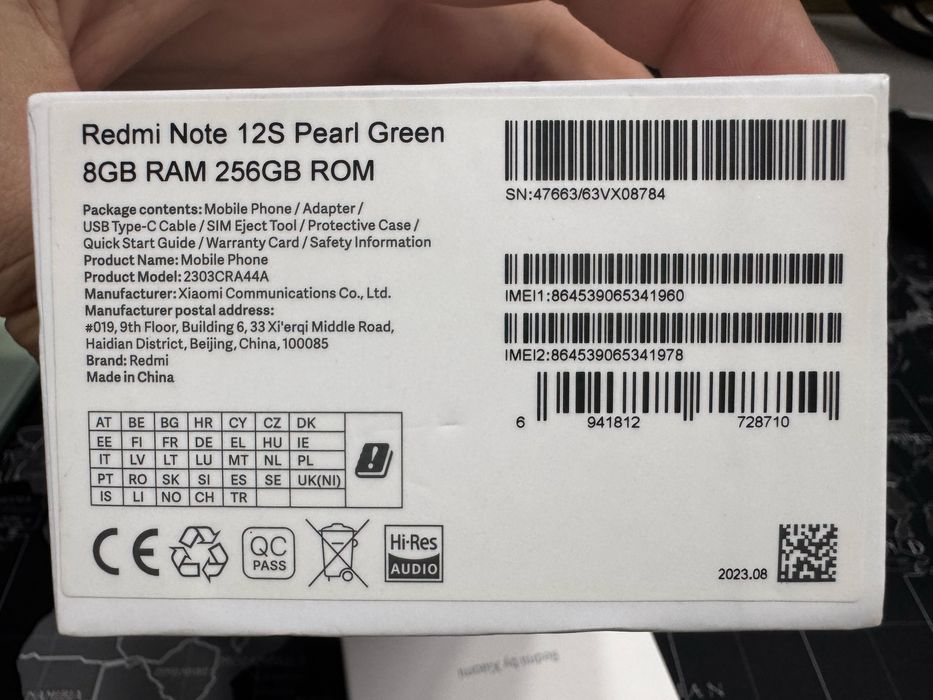 Redmi Note 12S Pearl Green
8GB RAM 256GB ROM
Package contents: Mobile Phone / Adapter /
USB Type-C Cable / SIM Eject Tool / Protective Case /
Quick Start Guide / Warranty Card / Safety Information
Product Name: Mobile Phone
Product Model: 2303CRA44A
Manufacturer: Xiaomi Communications Co., Ltd.
Manufacturer postal address:
#019, 9th Floor, Building 6, 33 Xi'erqi Middle Road,
Haidian District, Beijing, China, 100085
Brand: Redmi
Made in China
AT BE BG HR CY CZ DK
EE FI FR DE EL HU IE
IT LV LT LU MT NL PL
PT RO SK SI ES SE UK(NI)
IS LI NO CH TR
CE
QC
PASS
Hi-Res
AUDIO
SN:47663/63VX08784
IMEI1:864539065341960
IMEI2:864539065341978
6 941812 728710
2023.08
Redmi by Xiaomi